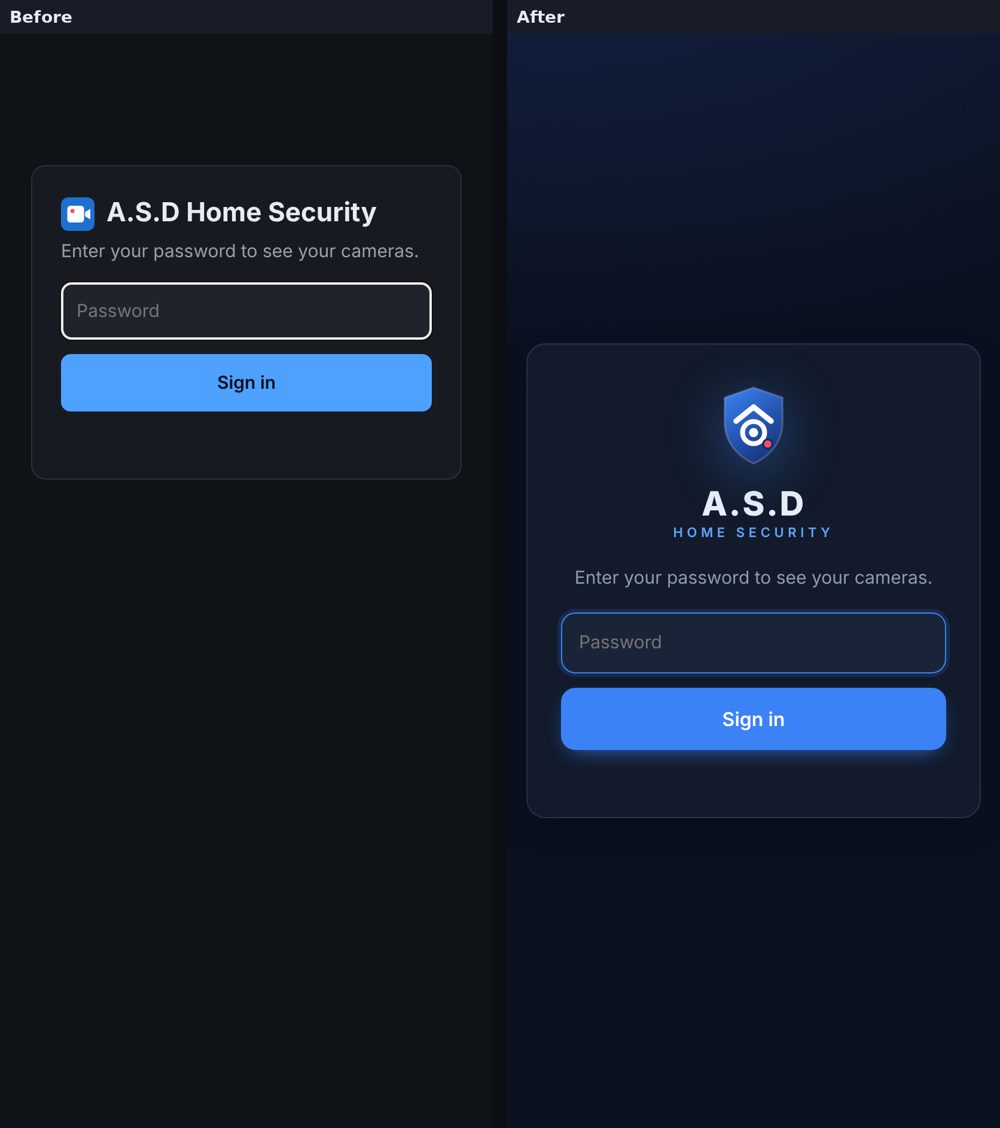 Before
A.S.D Home Security
Enter your password to see your cameras.
Password
Sign in
After
A.S.D
HOME SECURITY
Enter your password to see your cameras.
Password
Sign in